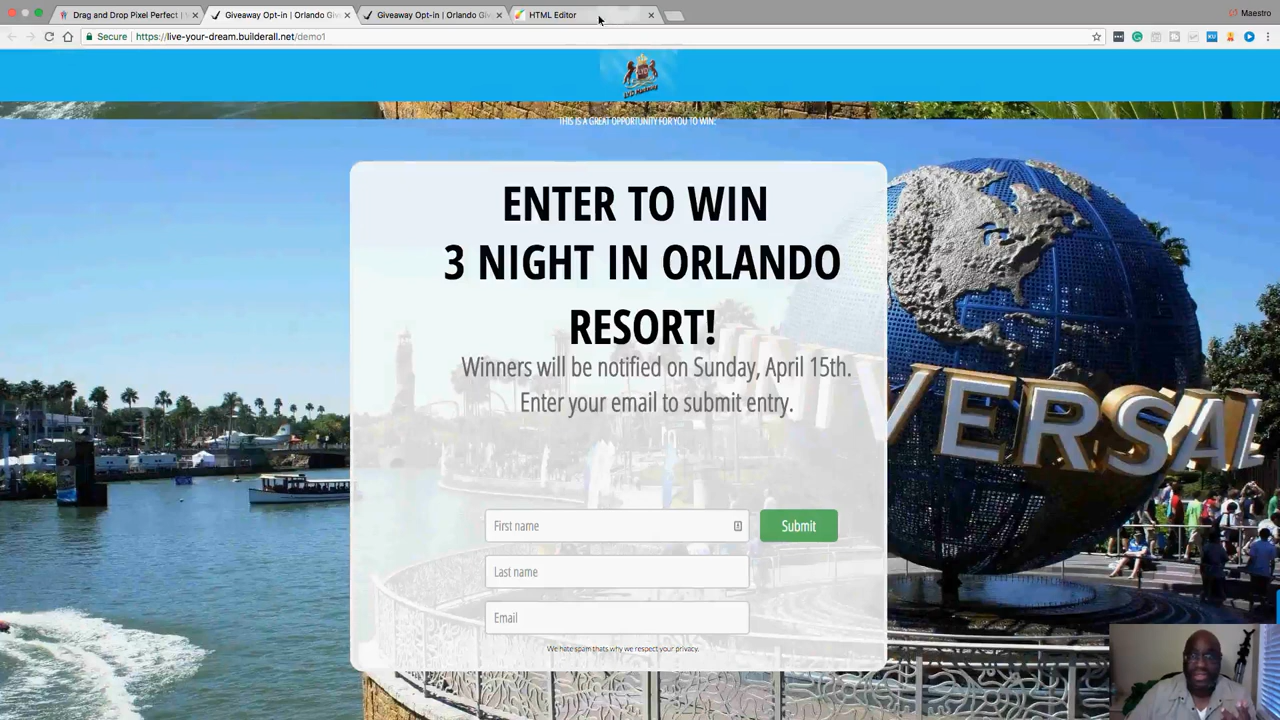 Drag and Drop Pixel Perfect |
Giveaway Opt-in | Orlando Giv
Giveaway Opt-in | Orlando Giv
HTML Editor
Maestro
Secure
https://live-your-dream.builderall.net/demo1
THIS IS A GREAT OPPORTUNITY FOR YOU TO WIN:
ENTER TO WIN
3 NIGHT IN ORLANDO
RESORT!
Winners will be notified on Sunday, April 15th.
Enter your email to submit entry.
VERSAL
First name
Submit
Last name
Email
We hate spam thats why we respect your privacy.